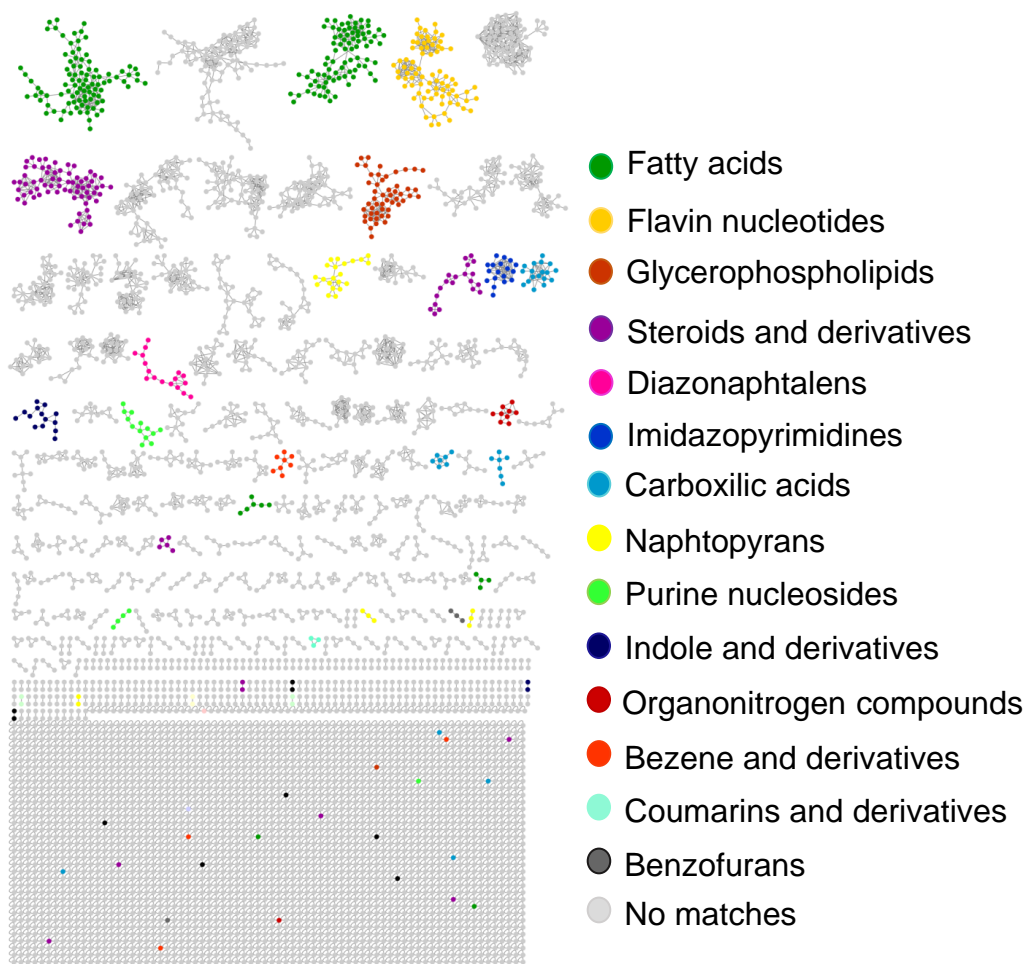 Fatty acids
Flavin nucleotides
Glycerophospholipids
Steroids and derivatives
Diazonaphtalens
Imidazopyrimidines
Carboxilic acids
Naphtopyrans
Purine nucleosides
Indole and derivatives
Organonitrogen compounds
Bezene and derivatives
Coumarins and derivatives
Benzofurans
No matches